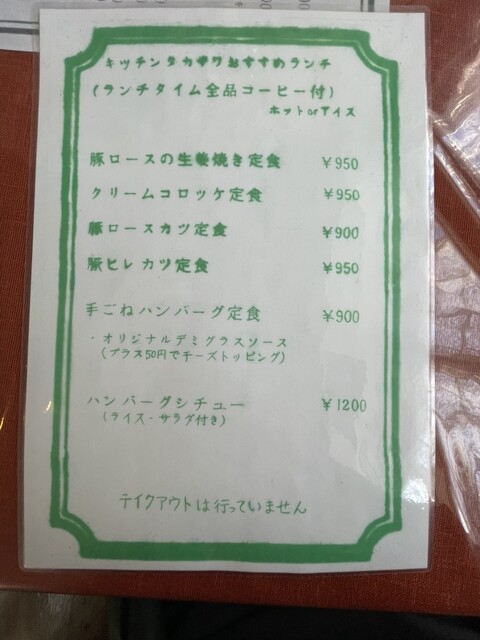 キッチンタカサワおすすめランチ
(ランチタイム全品コーヒー付)
ホットorアイス
豚ロースの生姜焼き定食 ¥950
クリームコロッケ定食 ¥950
豚ロースカツ定食 ¥900
豚ヒレカツ定食 ¥950
手ごねハンバーグ定食 ¥900
・オリジナルデミグラスソース
(プラス50円でチーズトッピング)
ハンバーグシチュー ¥1200
(ライス・サラダ付き)
テイクアウトは行っていません